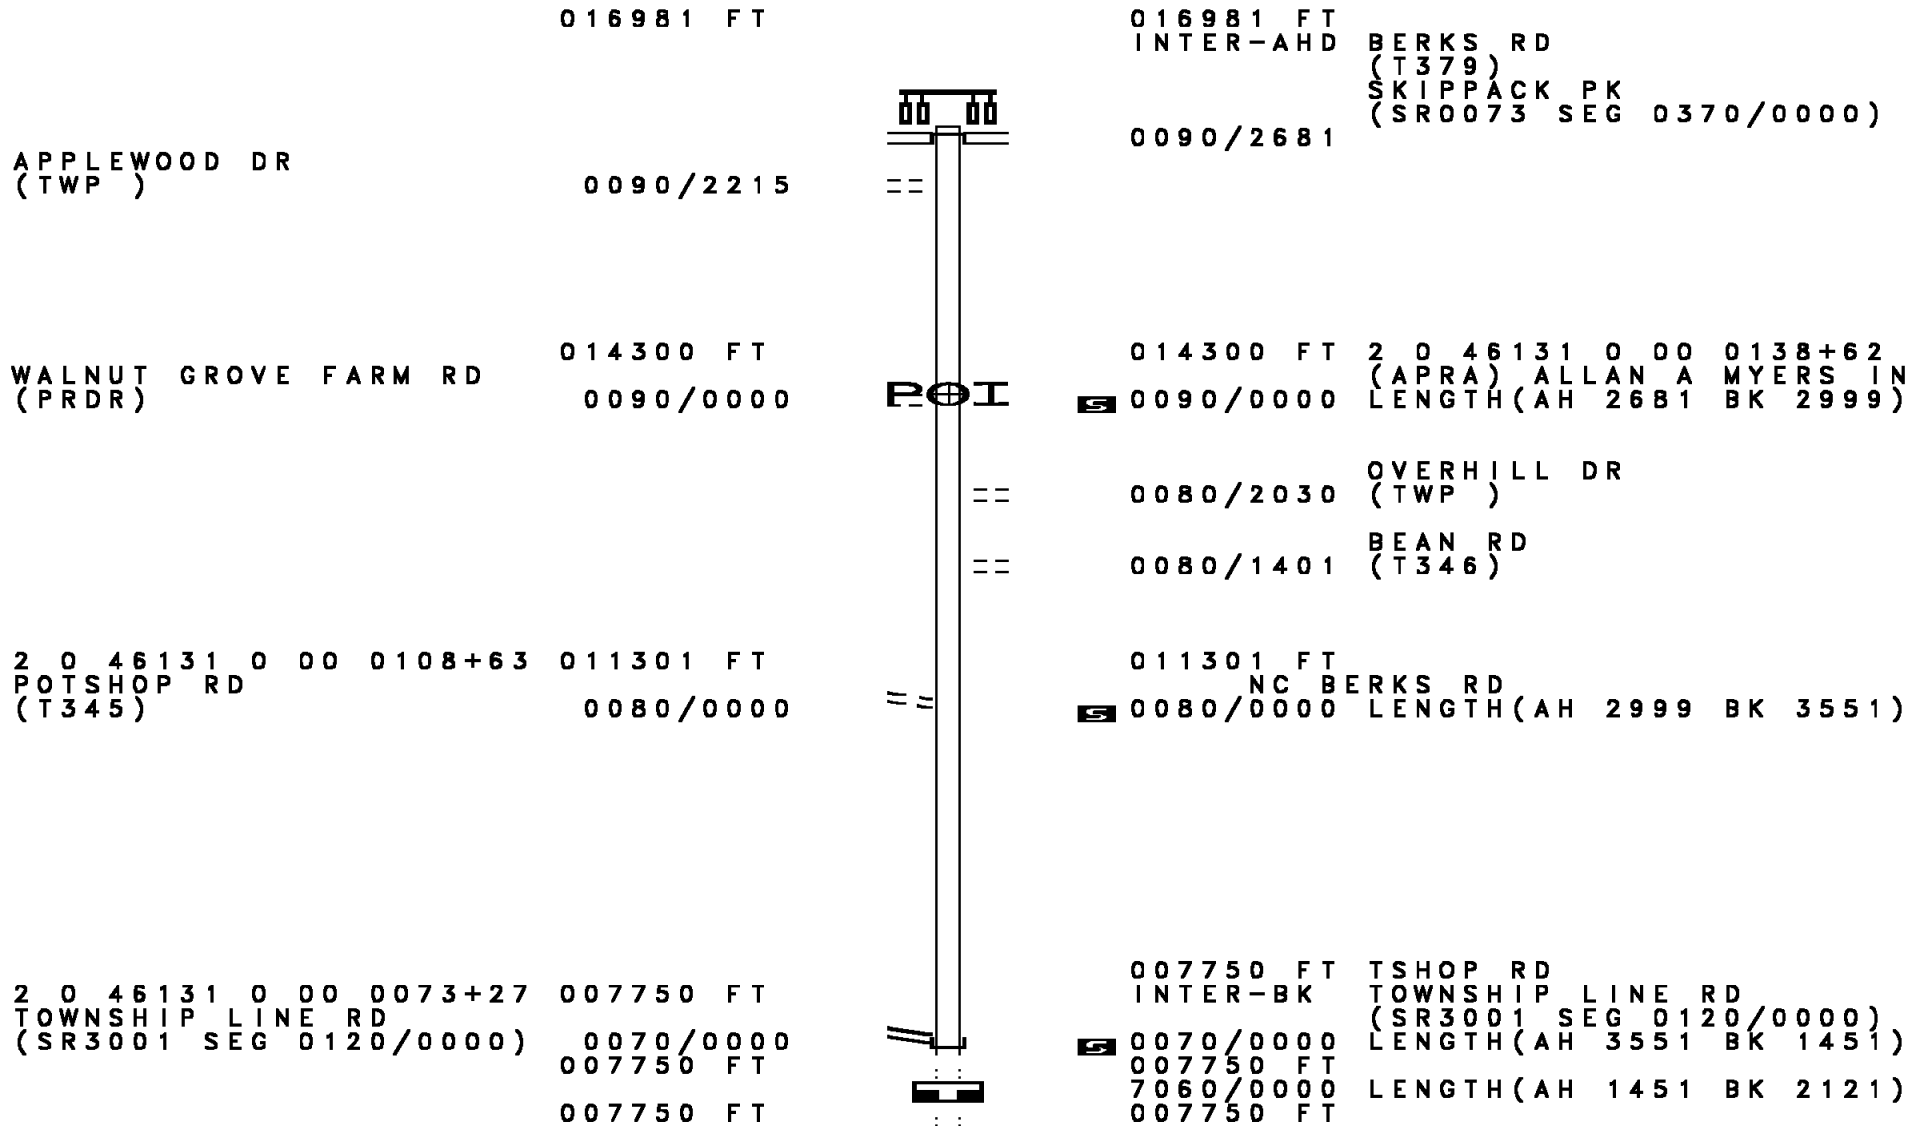 016981 FT 016981 FT
INTER-AHD BERKS RD
(T379)
SKIPPACK PK
(SR0073 SEG 0370/0000)
0090/2681
APPLEWOOD DR
(TWP ) 0090/2215
014300 FT 014300 FT 2 0 46131 0 00 0138+62
WALNUT GROVE FARM RD (APRA) ALLAN A MYERS IN
(PRDR) 0090/0000 POI S 0090/0000 LENGTH(AH 2681 BK 2999)
OVERHILL DR
0080/2030 (TWP )
BEAN RD
0080/1401 (T346)
2 0 46131 0 00 0108+63 011301 FT 011301 FT
POTSHOP RD NC BERKS RD
(T345) 0080/0000 S 0080/0000 LENGTH(AH 2999 BK 3551)
007750 FT TSHOP RD
2 0 46131 0 00 0073+27 007750 FT INTER-BK TOWNSHIP LINE RD
TOWNSHIP LINE RD (SR3001 SEG 0120/0000)
(SR3001 SEG 0120/0000) 0070/0000 S 0070/0000 LENGTH(AH 3551 BK 1451)
007750 FT 007750 FT
7060/0000 LENGTH(AH 1451 BK 2121)
007750 FT 007750 FT